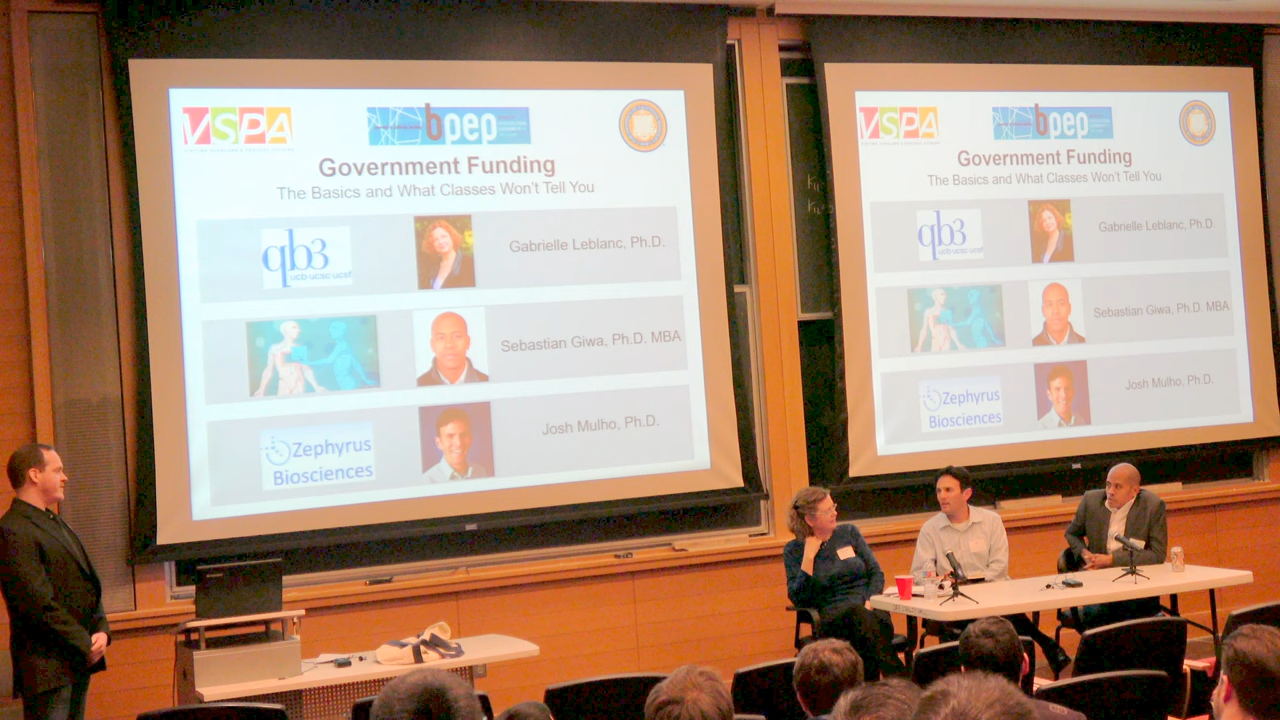 VSPA
bpep
Government Funding
The Basics and What Classes Won't Tell You
qb3
ucb·ucsc·ucsf
Gabrielle Leblanc, Ph.D.
Sebastian Giwa, Ph.D. MBA
Zephyrus
Biosciences
Josh Mulho, Ph.D.
VSPA
bpep
Government Funding
The Basics and What Classes Won't Tell You
qb3
ucb·ucsc·ucsf
Gabrielle Leblanc, Ph.D.
Sebastian Giwa, Ph.D. MBA
Zephyrus
Biosciences
Josh Mulho, Ph.D.